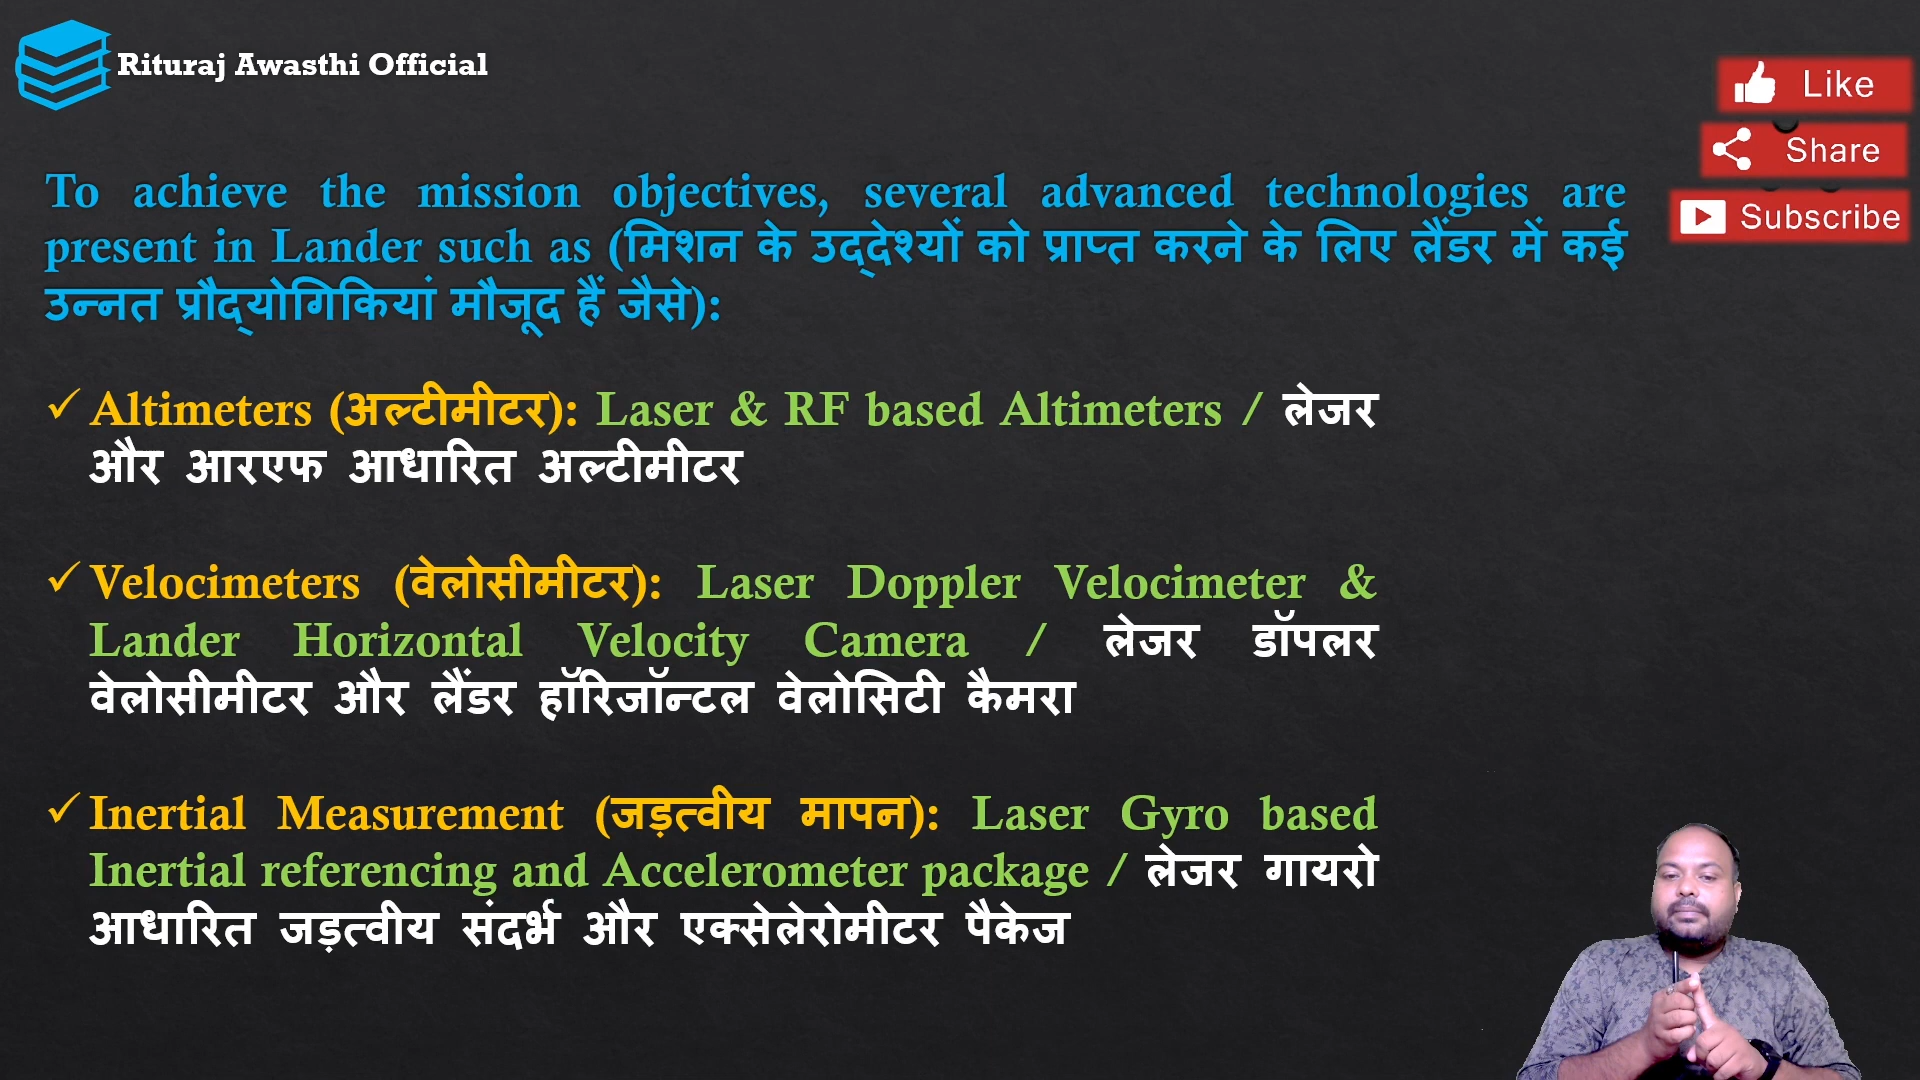 Rituraj Awasthi Official
Like
Share
Subscribe
To achieve the mission objectives, several advanced technologies are
present in Lander such as (मिशन के उद्देश्यों को प्राप्त करने के लिए लैंडर में कई
उन्नत प्रौद्योगिकियां मौजूद हैं जैसे):
✓ Altimeters (अल्टीमीटर): Laser & RF based Altimeters / लेजर
और आरएफ आधारित अल्टीमीटर
✓ Velocimeters (वेलोसीमीटर): Laser Doppler Velocimeter &
Lander Horizontal Velocity Camera / लेजर डॉपलर
वेलोसीमीटर और लैंडर हॉरिजॉन्टल वेलोसिटी कैमरा
✓ Inertial Measurement (जड़त्वीय मापन): Laser Gyro based
Inertial referencing and Accelerometer package / लेजर गायरो
आधारित जड़त्वीय संदर्भ और एक्सेलेरोमीटर पैकेज